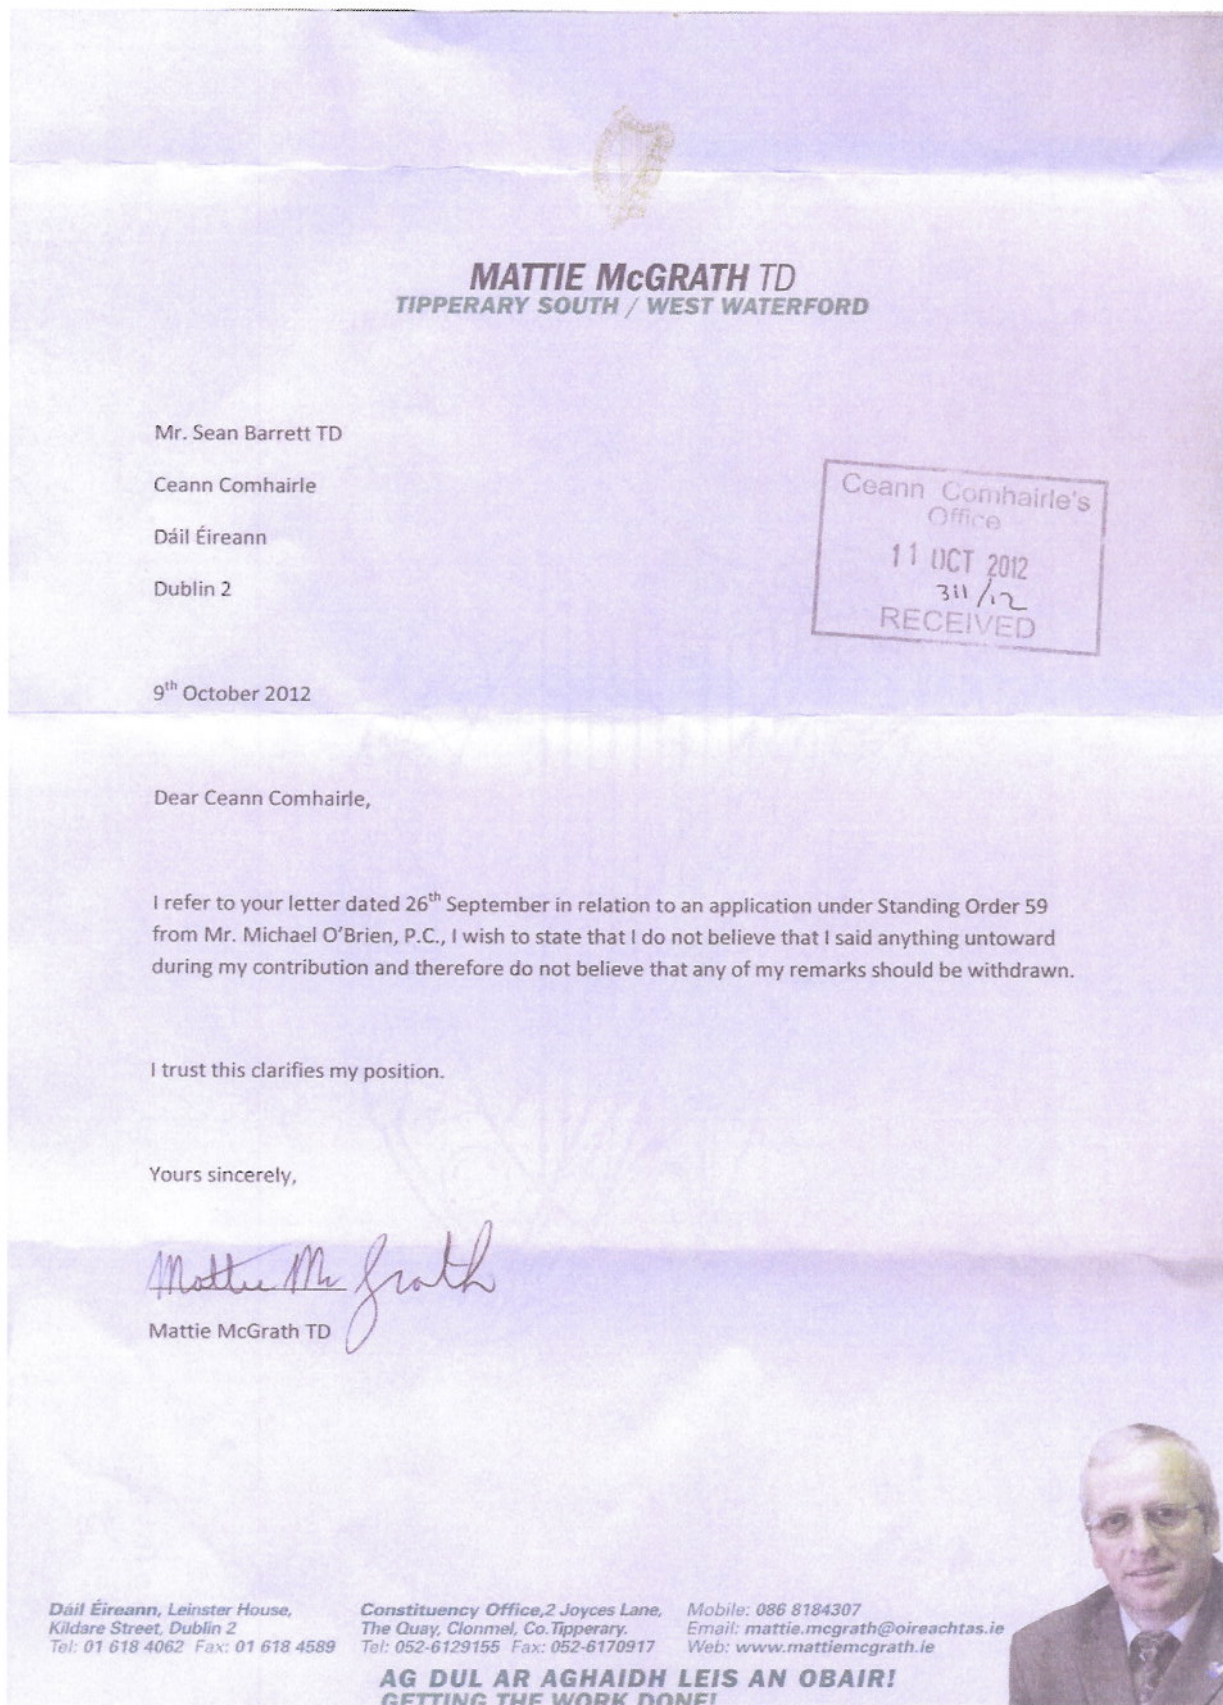 MATTIE McGRATH TD
TIPPERARY SOUTH / WEST WATERFORD
Mr. Sean Barrett TD
Ceann Comhairle
Dáil Éireann
Dublin 2
Ceann Comhairle's
Office
11 OCT 2012
311/12
RECEIVED
9th October 2012
Dear Ceann Comhairle,
I refer to your letter dated 26th September in relation to an application under Standing Order 59
from Mr. Michael O'Brien, P.C., I wish to state that I do not believe that I said anything untoward
during my contribution and therefore do not believe that any of my remarks should be withdrawn.
I trust this clarifies my position.
Yours sincerely,
Mattie McGrath
Mattie McGrath TD
Dáil Éireann, Leinster House,
Kildare Street, Dublin 2
Tel: 01 618 4062 Fax: 01 618 4589
Constituency Office,2 Joyces Lane,
The Quay, Clonmel, Co. Tipperary.
Tel: 052-6129155 Fax: 052-6170917
Mobile: 086 8184307
Email: mattie.mcgrath@oireachtas.ie
Web: www.mattiemcgrath.ie
AG DUL AR AGHAIDH LEIS AN OBAIR!
GETTING THE WORK DONE!